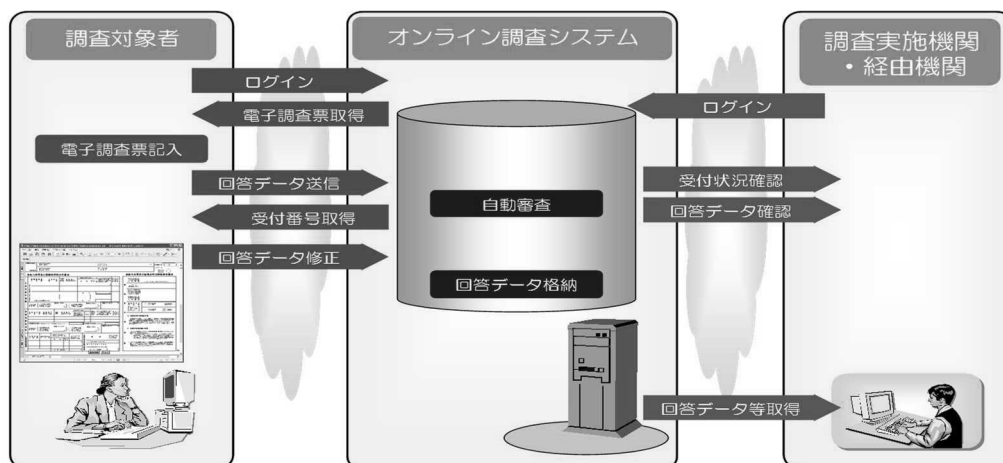 調査対象者
オンライン調査システム
調査実施機関
・経由機関
ログイン
電子調査票取得
電子調査票記入
回答データ送信
受付番号取得
回答データ修正
自動審査
回答データ格納
ログイン
受付状況確認
回答データ確認
回答データ等取得